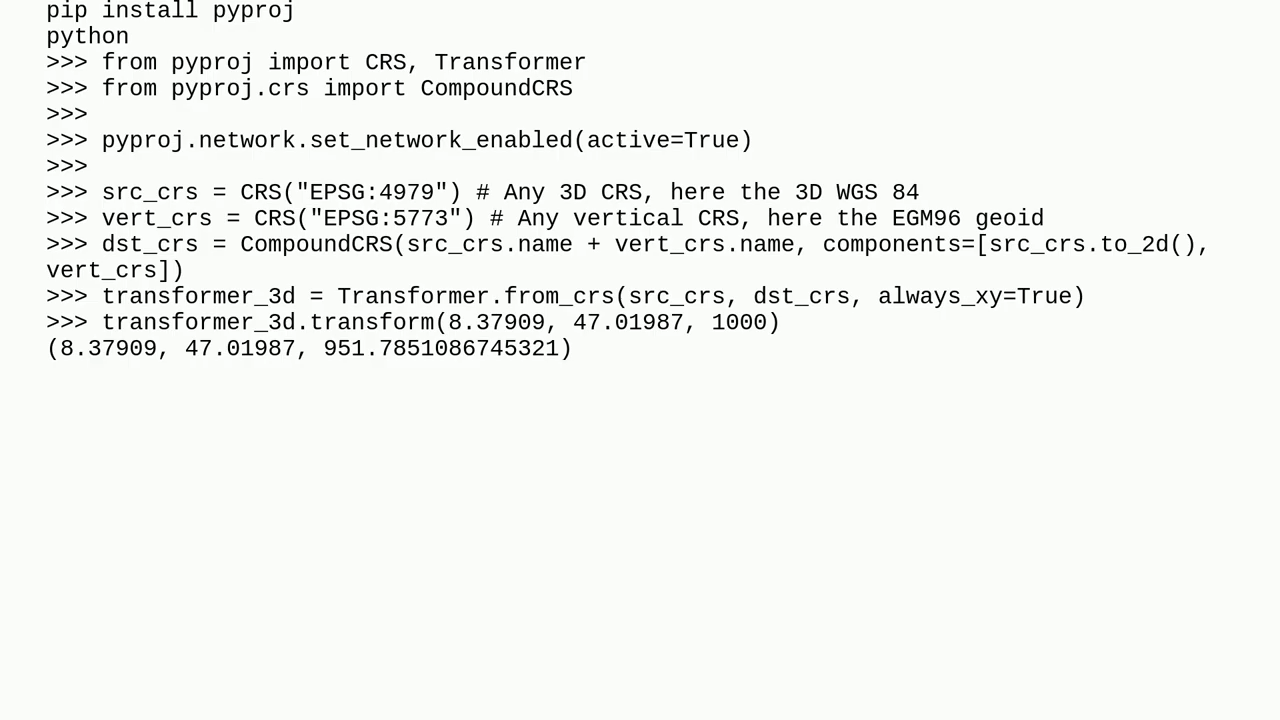 pip install pyproj
python
>>> from pyproj import CRS, Transformer
>>> from pyproj.crs import CompoundCRS
>>>
>>> pyproj.network.set_network_enabled(active=True)
>>>
>>> src_crs = CRS("EPSG:4979") # Any 3D CRS, here the 3D WGS 84
>>> vert_crs = CRS("EPSG:5773") # Any vertical CRS, here the EGM96 geoid
>>> dst_crs = CompoundCRS(src_crs.name + vert_crs.name, components=[src_crs.to_2d(),
vert_crs])
>>> transformer_3d = Transformer.from_crs(src_crs, dst_crs, always_xy=True)
>>> transformer_3d.transform(8.37909, 47.01987, 1000)
(8.37909, 47.01987, 951.7851086745321)